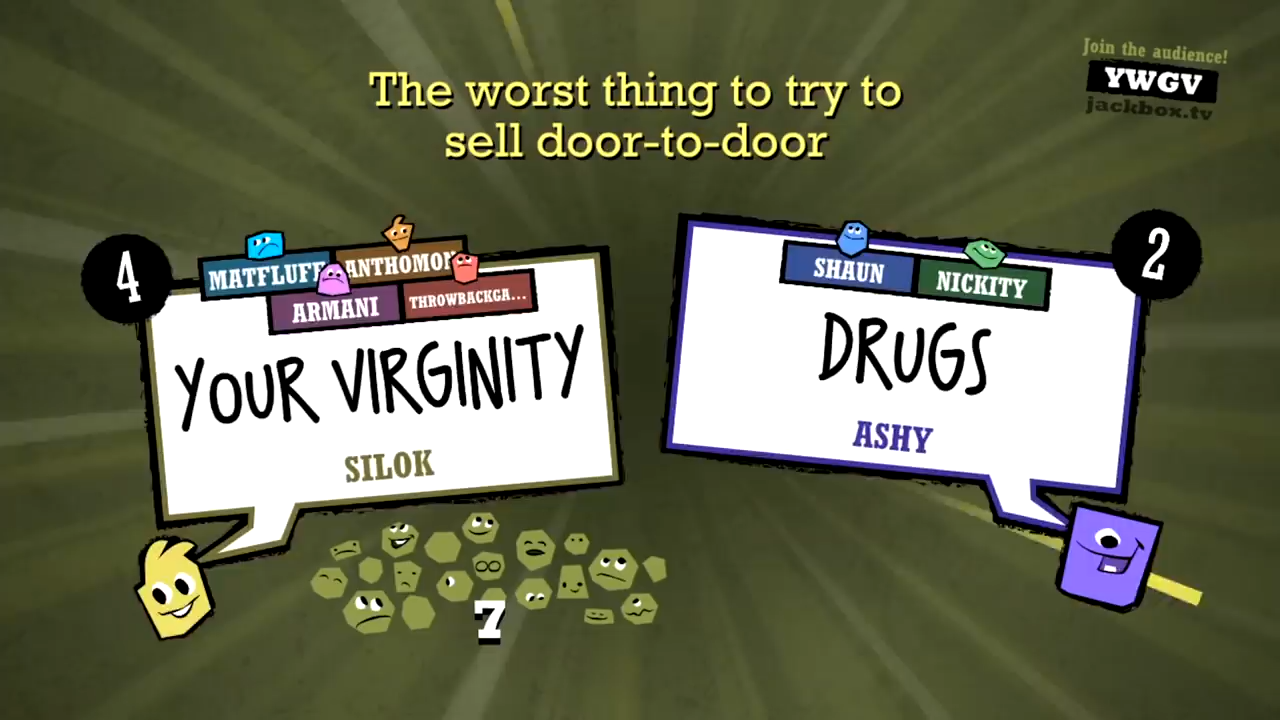 Join the audience!
YWGV
jackbox.tv
The worst thing to try to
sell door-to-door
4
MATFLUFF
ANTHOMOR
ARMANI
THROWBACKGA...
YOUR VIRGINITY
SILOK
2
SHAUN
NICKITY
DRUGS
ASHY
7